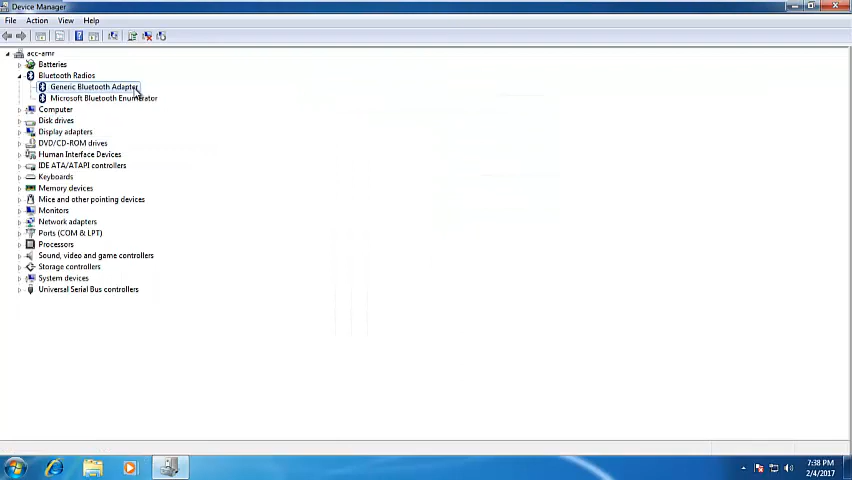 Device Manager
File Action View Help
acc-amr
Batteries
Bluetooth Radios
Generic Bluetooth Adapter
Microsoft Bluetooth Enumerator
Computer
Disk drives
Display adapters
DVD/CD-ROM drives
Human Interface Devices
IDE ATA/ATAPI controllers
Keyboards
Memory devices
Mice and other pointing devices
Monitors
Network adapters
Ports (COM & LPT)
Processors
Sound, video and game controllers
Storage controllers
System devices
Universal Serial Bus controllers
7:38 PM
2/4/2017